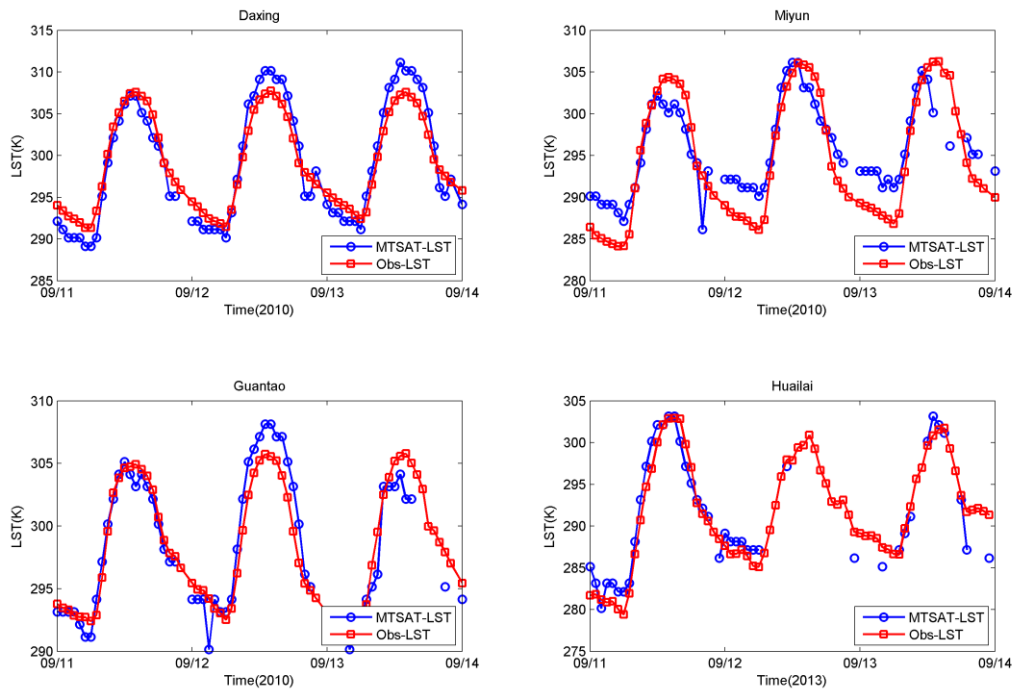 Daxing
315
310
305
300
295
290
285
LST(K)
09/11
09/12
09/13
09/14
Time(2010)
MTSAT-LST
Obs-LST
Miyun
310
305
300
295
290
285
280
LST(K)
09/11
09/12
09/13
09/14
Time(2010)
MTSAT-LST
Obs-LST
Guantao
310
305
300
295
290
LST(K)
09/11
09/12
09/13
09/14
Time(2010)
MTSAT-LST
Obs-LST
Huailai
305
300
295
290
285
280
275
LST(K)
09/11
09/12
09/13
09/14
Time(2013)
MTSAT-LST
Obs-LST